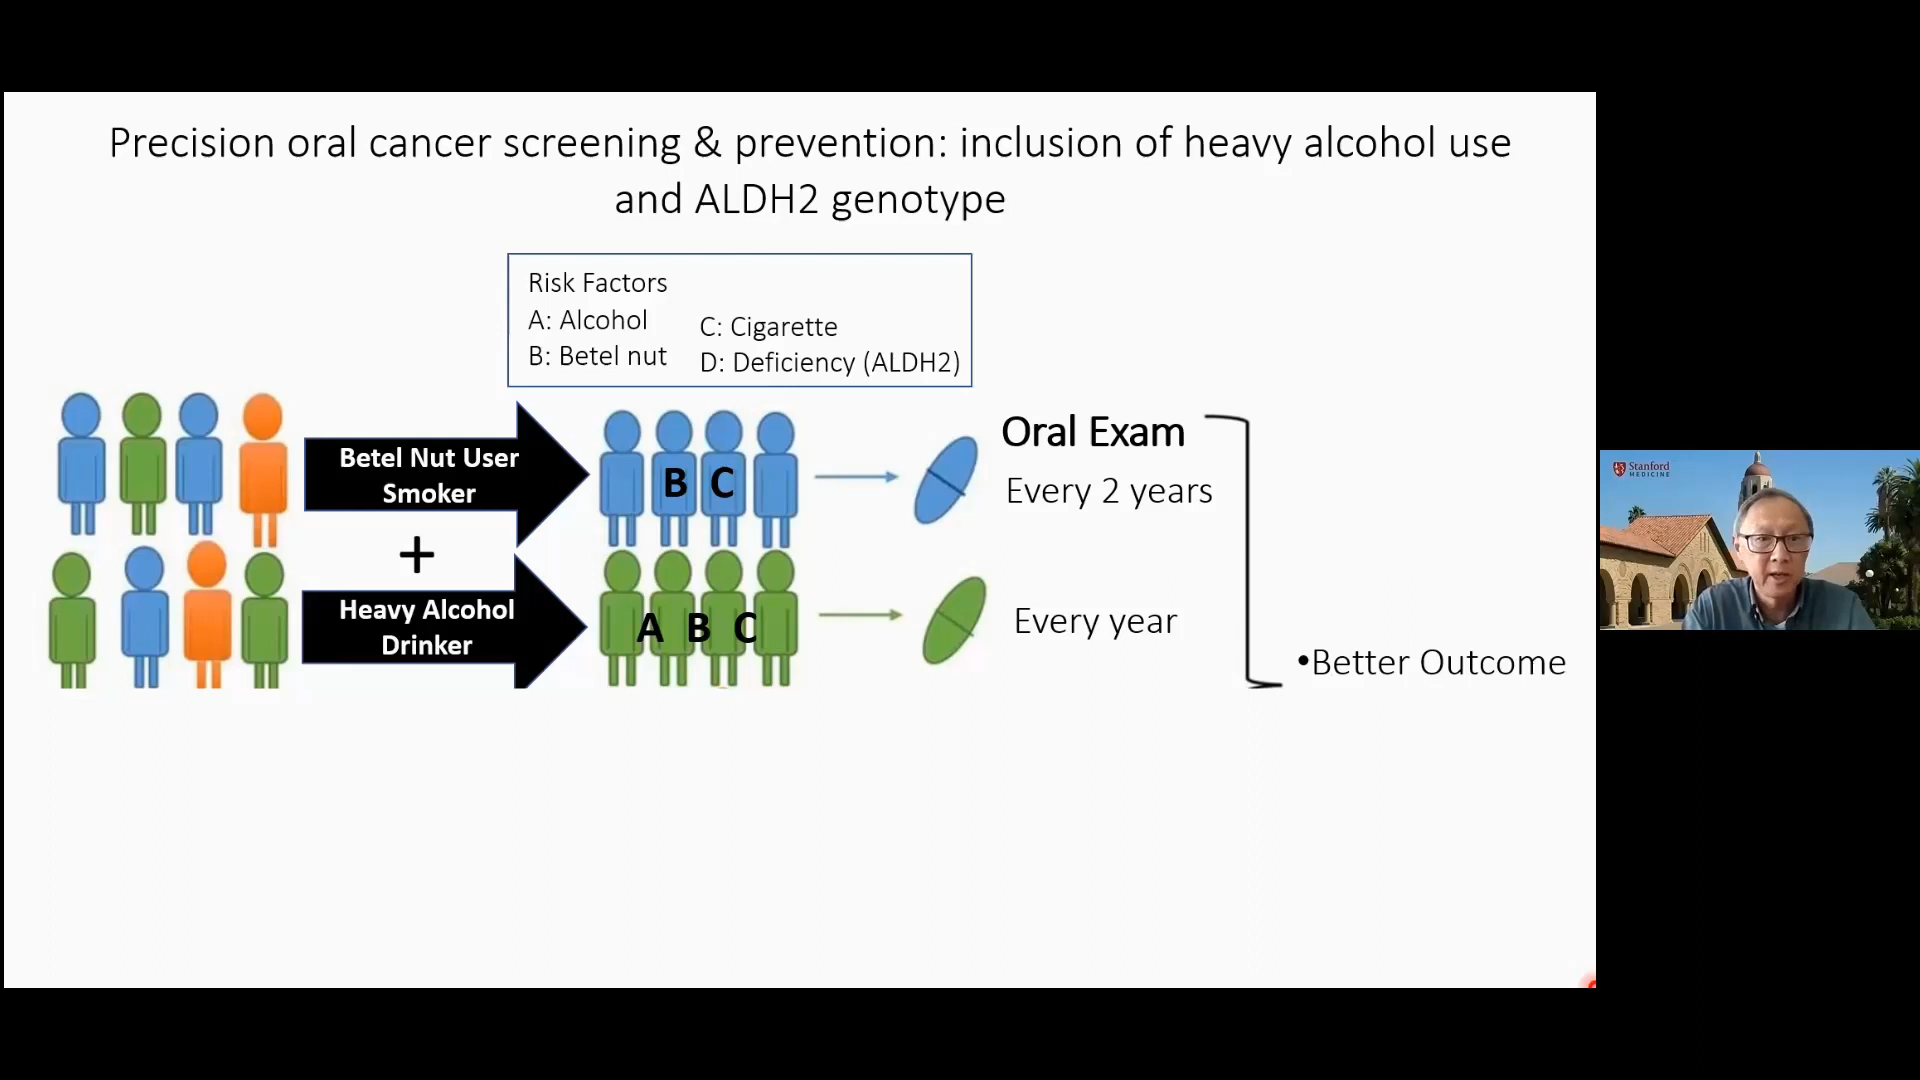 Precision oral cancer screening & prevention: inclusion of heavy alcohol use
and ALDH2 genotype
Risk Factors
A: Alcohol
B: Betel nut
C: Cigarette
D: Deficiency (ALDH2)
Betel Nut User
Smoker
+
Heavy Alcohol
Drinker
B C
A B C
Oral Exam
Every 2 years
Every year
•Better Outcome
Stanford
MEDICINE